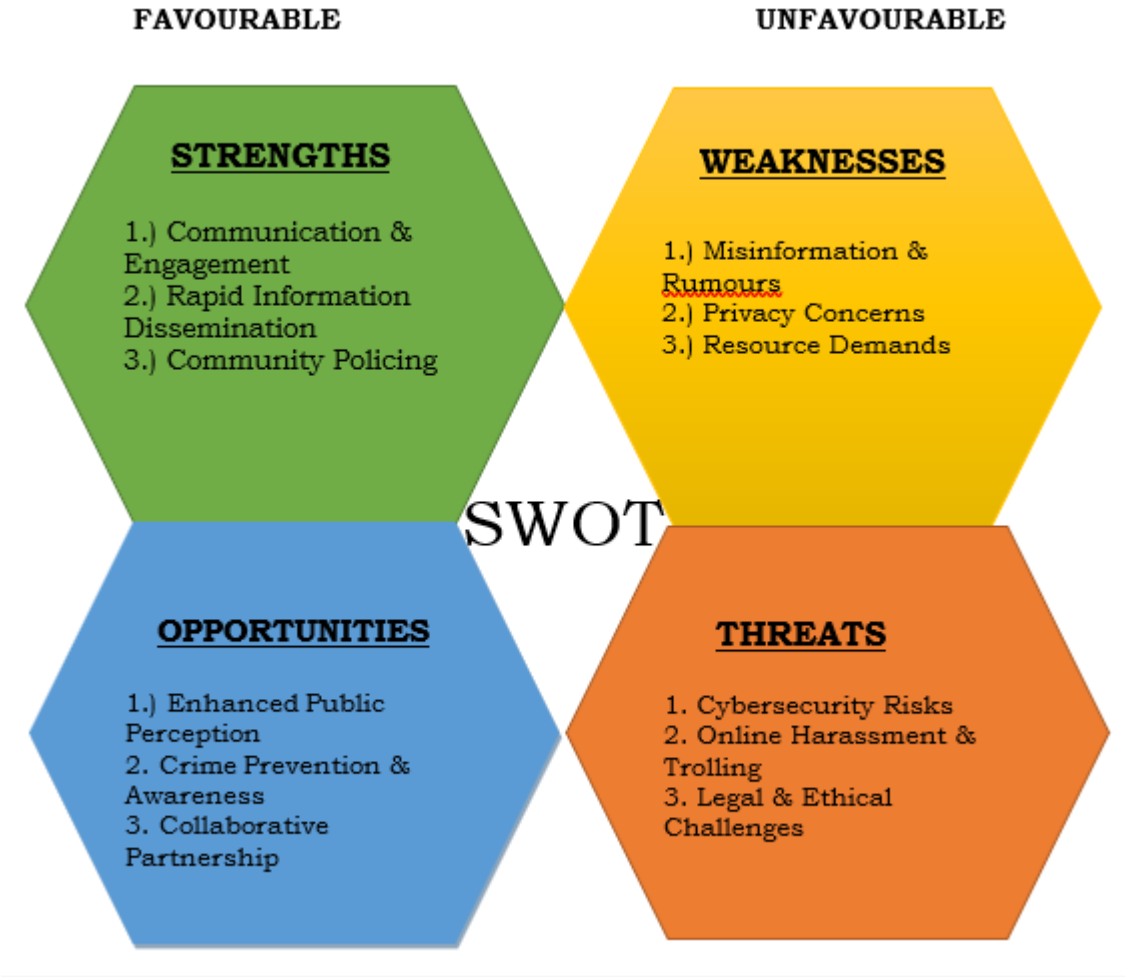 FAVOURABLE
UNFAVOURABLE
STRENGTHS
1.) Communication &
Engagement
2.) Rapid Information
Dissemination
3.) Community Policing
WEAKNESSES
1.) Misinformation &
Rumours
2.) Privacy Concerns
3.) Resource Demands
SWOT
OPPORTUNITIES
1.) Enhanced Public
Perception
2. Crime Prevention &
Awareness
3. Collaborative
Partnership
THREATS
1. Cybersecurity Risks
2. Online Harassment &
Trolling
3. Legal & Ethical
Challenges